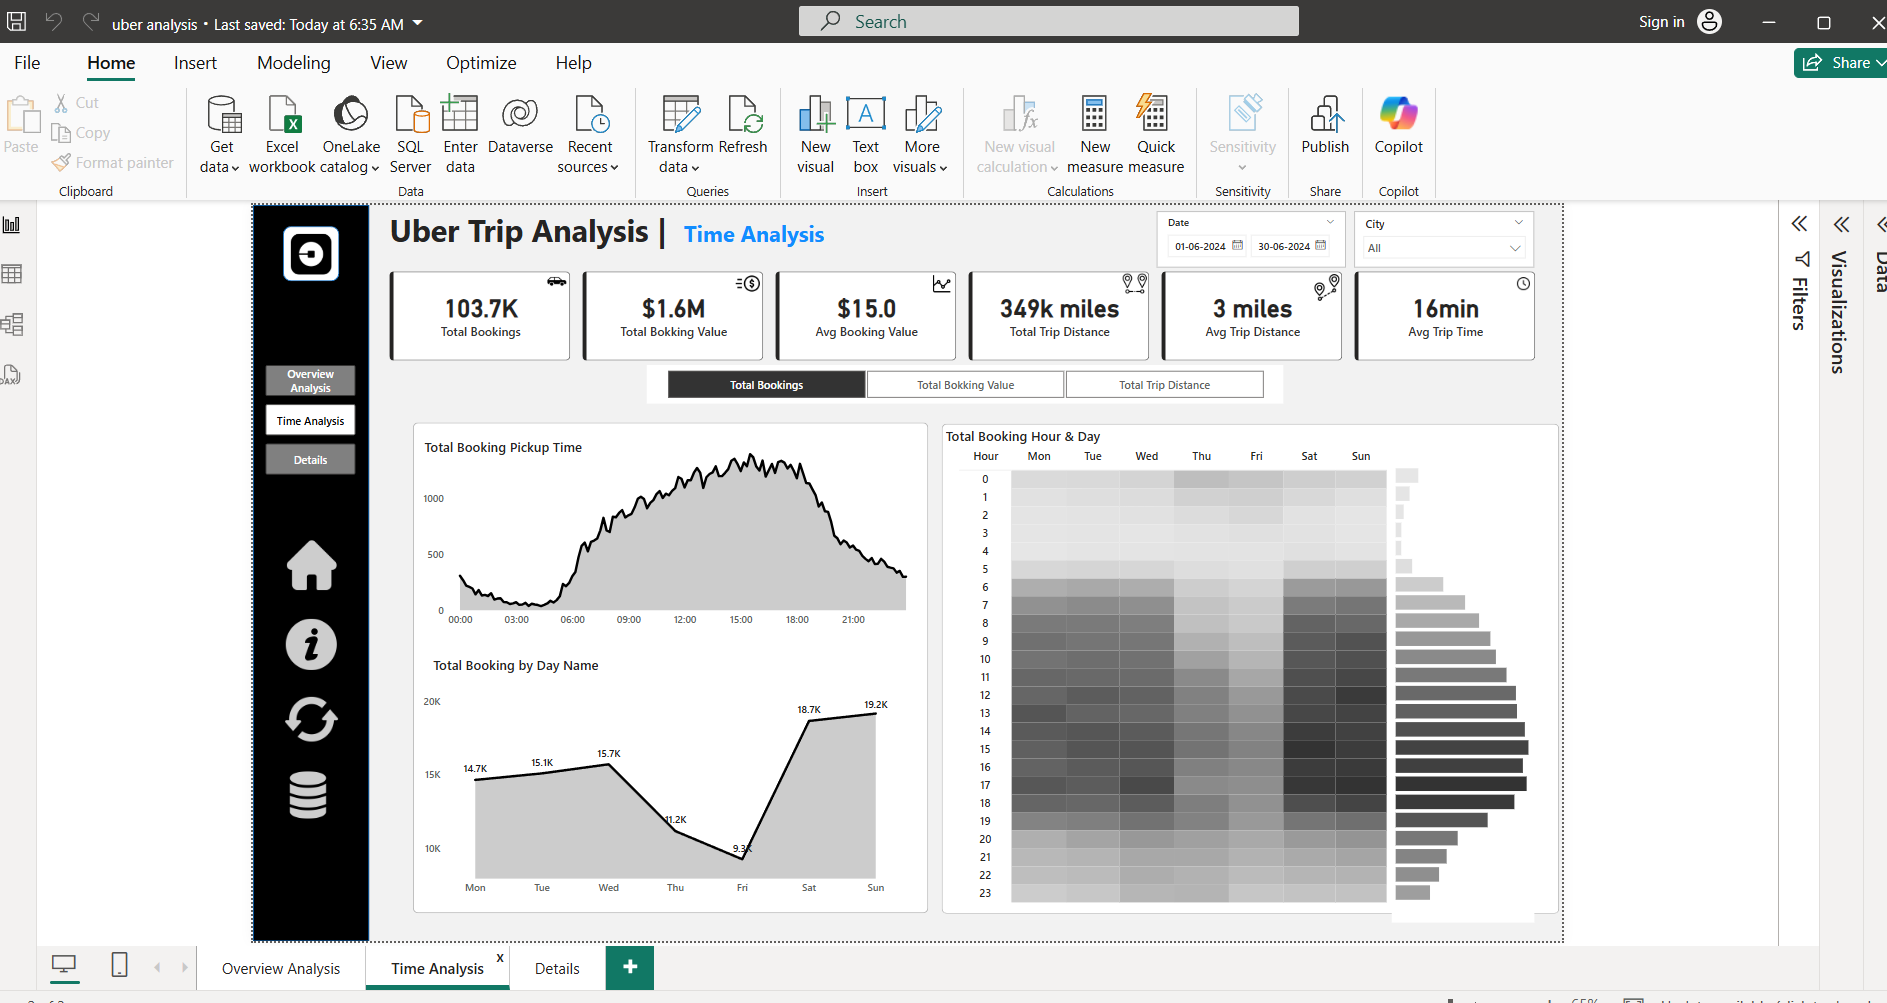 uber analysis • Last saved: Today at 6:35 AM
Search
Sign in
File Home Insert Modeling View Optimize Help
Share
Paste
Cut
Copy
Format painter
Clipboard
Get data
Excel workbook
OneLake catalog
SQL Server
Enter data
Dataverse
Recent sources
Data
Transform data
Refresh
Queries
New visual
Text box
More visuals
Insert
New visual calculation
New measure
Quick measure
Calculations
Sensitivity
Sensitivity
Publish
Share
Copilot
Copilot
DAX
Overview Analysis
Time Analysis
Details
Uber Trip Analysis | Time Analysis
Date
01-06-2024 30-06-2024
City
All
103.7K
Total Bookings
$1.6M
Total Bokking Value
$15.0
Avg Booking Value
349k miles
Total Trip Distance
3 miles
Avg Trip Distance
16min
Avg Trip Time
Total Bookings Total Bokking Value Total Trip Distance
Total Booking Pickup Time
1000
500
0
00:00 03:00 06:00 09:00 12:00 15:00 18:00 21:00
Total Booking by Day Name
20K
15K
10K
14.7K 15.1K 15.7K 11.2K 9.3K 18.7K 19.2K
Mon Tue Wed Thu Fri Sat Sun
Total Booking Hour & Day
Hour Mon Tue Wed Thu Fri Sat Sun
0
1
2
3
4
5
6
7
8
9
10
11
12
13
14
15
16
17
18
19
20
21
22
23
Filters
Visualizations
Data
Overview Analysis Time Analysis X Details +
65%